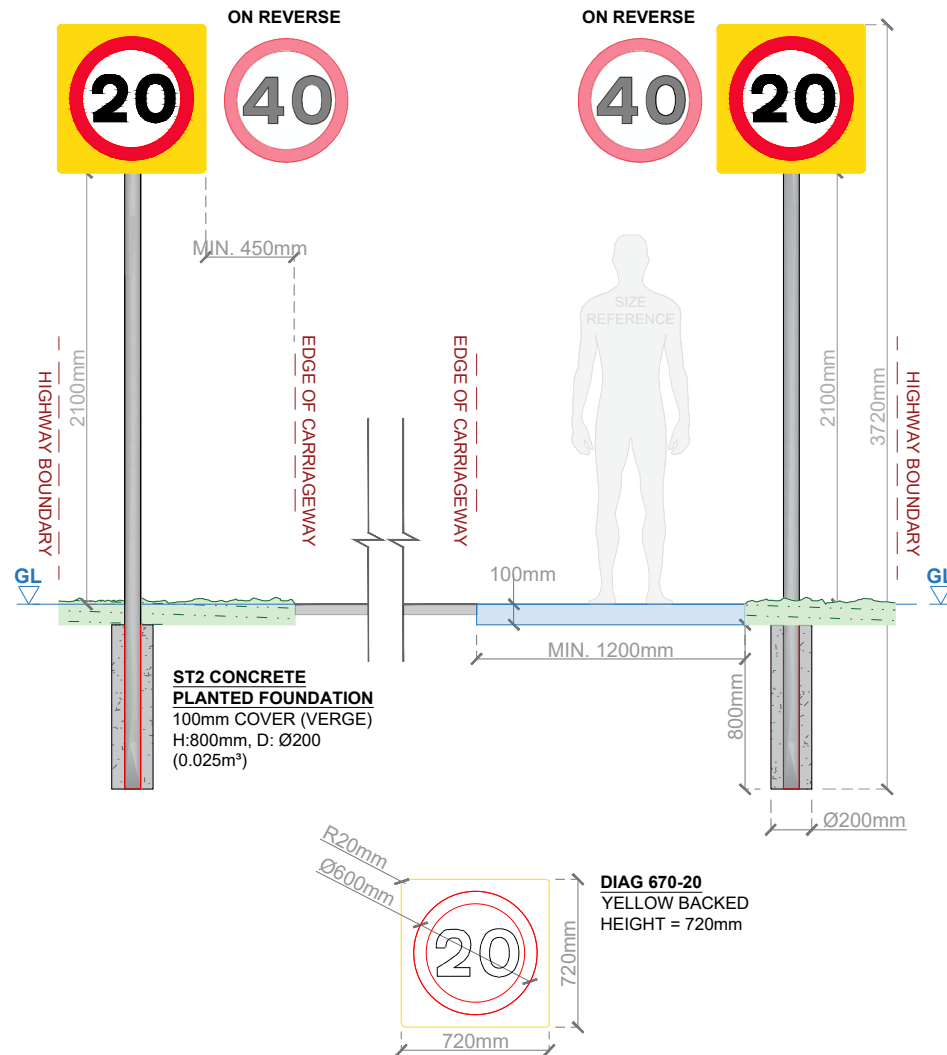 ON REVERSE
ON REVERSE
20
40
40
20
MIN. 450mm
SIZE
REFERENCE
HIGHWAY BOUNDARY
2100mm
EDGE OF CARRIAGEWAY
EDGE OF CARRIAGEWAY
2100mm
3720mm
HIGHWAY BOUNDARY
GL
100mm
GL
MIN. 1200mm
ST2 CONCRETE
PLANTED FOUNDATION
100mm COVER (VERGE)
H:800mm, D: Ø200
(0.025m³)
800mm
Ø200mm
R20mm
Ø600mm
20
720mm
720mm
DIAG 670-20
YELLOW BACKED
HEIGHT = 720mm